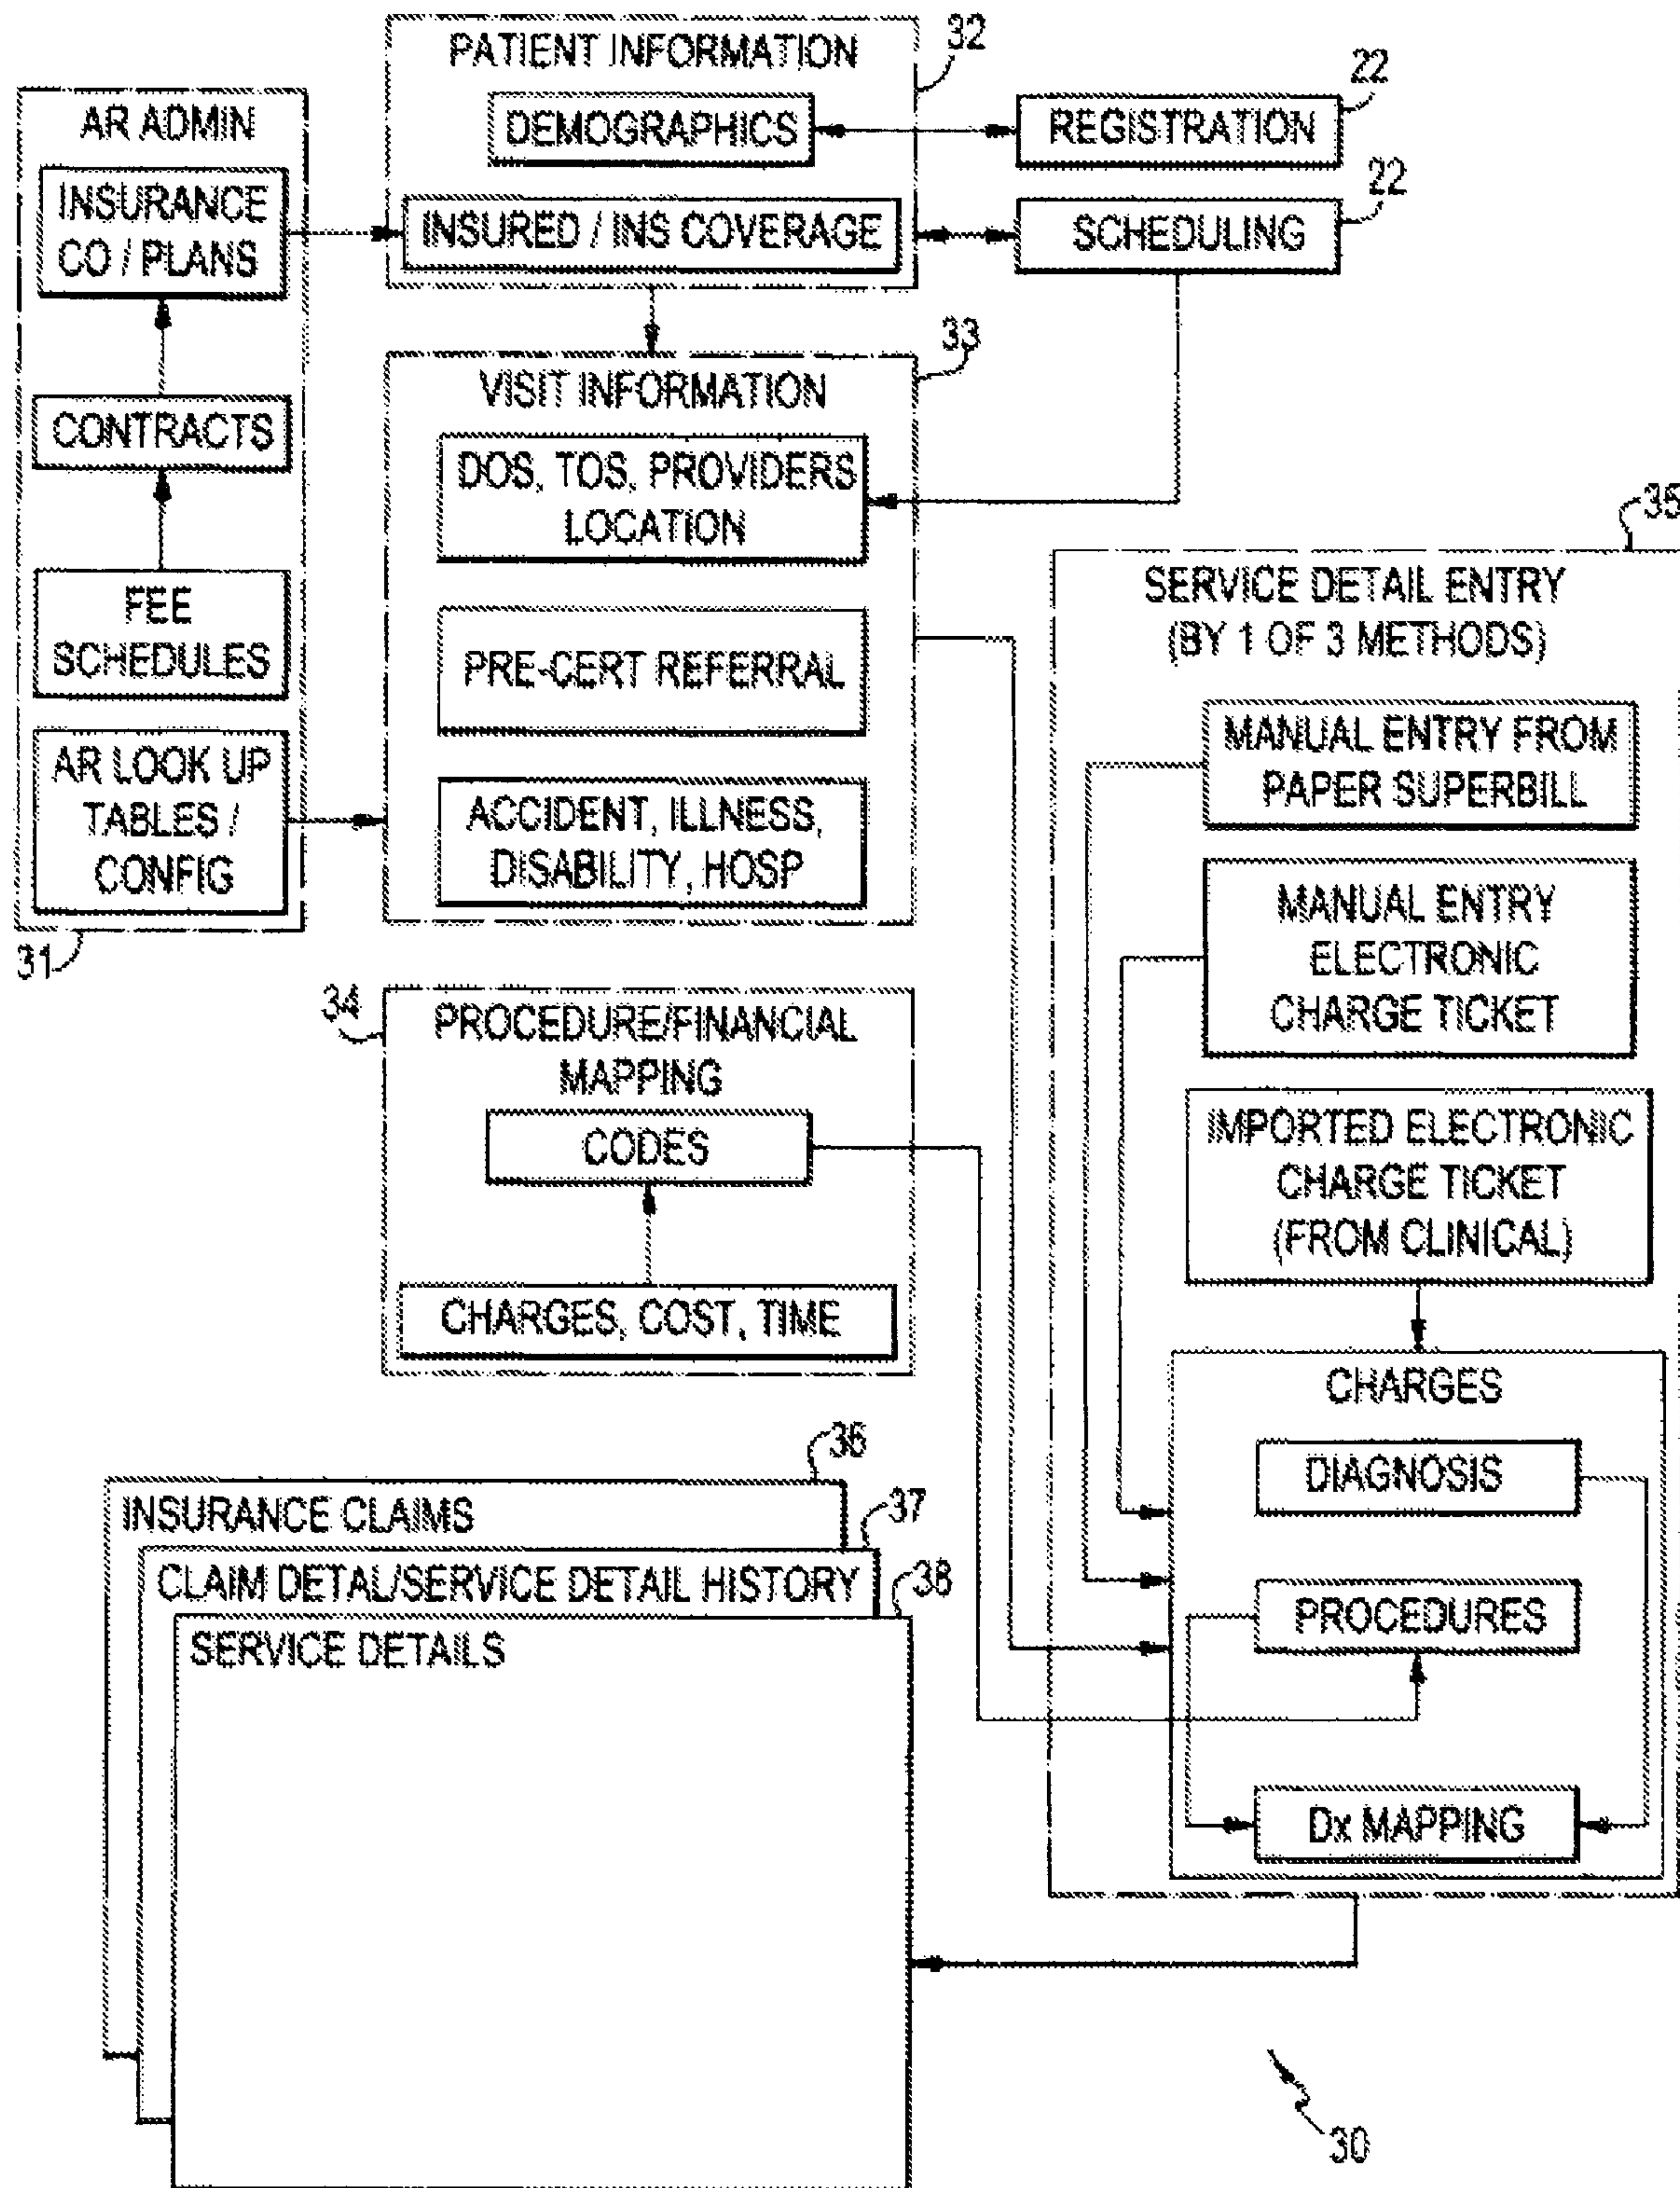 32
PATIENT INFORMATION
DEMOGRAPHICS
INSURED / INS COVERAGE
22
REGISTRATION
22
SCHEDULING
AR ADMIN
INSURANCE
CO / PLANS
CONTRACTS
FEE
SCHEDULES
AR LOOK UP
TABLES /
CONFIG
31
33
VISIT INFORMATION
DOS, TOS, PROVIDERS
LOCATION
PRE-CERT REFERRAL
ACCIDENT, ILLNESS,
DISABILITY, HOSP
34
PROCEDURE/FINANCIAL
MAPPING
CODES
CHARGES, COST, TIME
35
SERVICE DETAIL ENTRY
(BY 1 OF 3 METHODS)
MANUAL ENTRY FROM
PAPER SUPERBILL
MANUAL ENTRY
ELECTRONIC
CHARGE TICKET
IMPORTED ELECTRONIC
CHARGE TICKET
(FROM CLINICAL)
CHARGES
DIAGNOSIS
PROCEDURES
Dx MAPPING
36
INSURANCE CLAIMS
37
CLAIM DETAL/SERVICE DETAIL HISTORY
38
SERVICE DETAILS
30